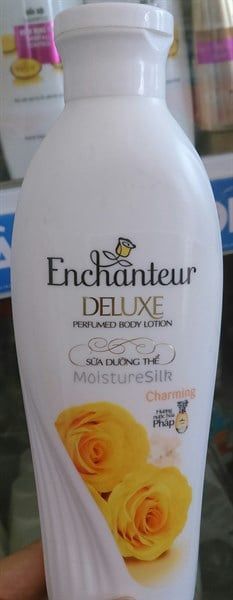 Enchanteur
DELUXE
PERFUMED BODY LOTION
SỮA DƯỠNG THỂ
MoistureSilk
Charming
Hương
nước hoa
Pháp